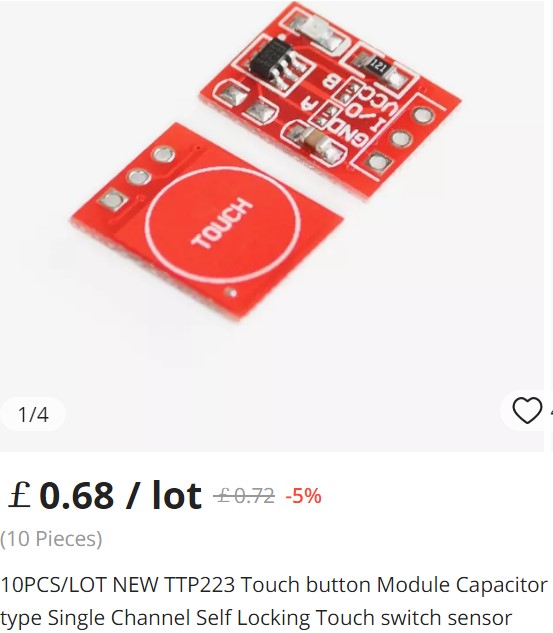 121
B
A
VCC
I/O
GND
TOUCH
1/4
£0.68 / lot £0.72 -5%
(10 Pieces)
10PCS/LOT NEW TTP223 Touch button Module Capacitor
type Single Channel Self Locking Touch switch sensor